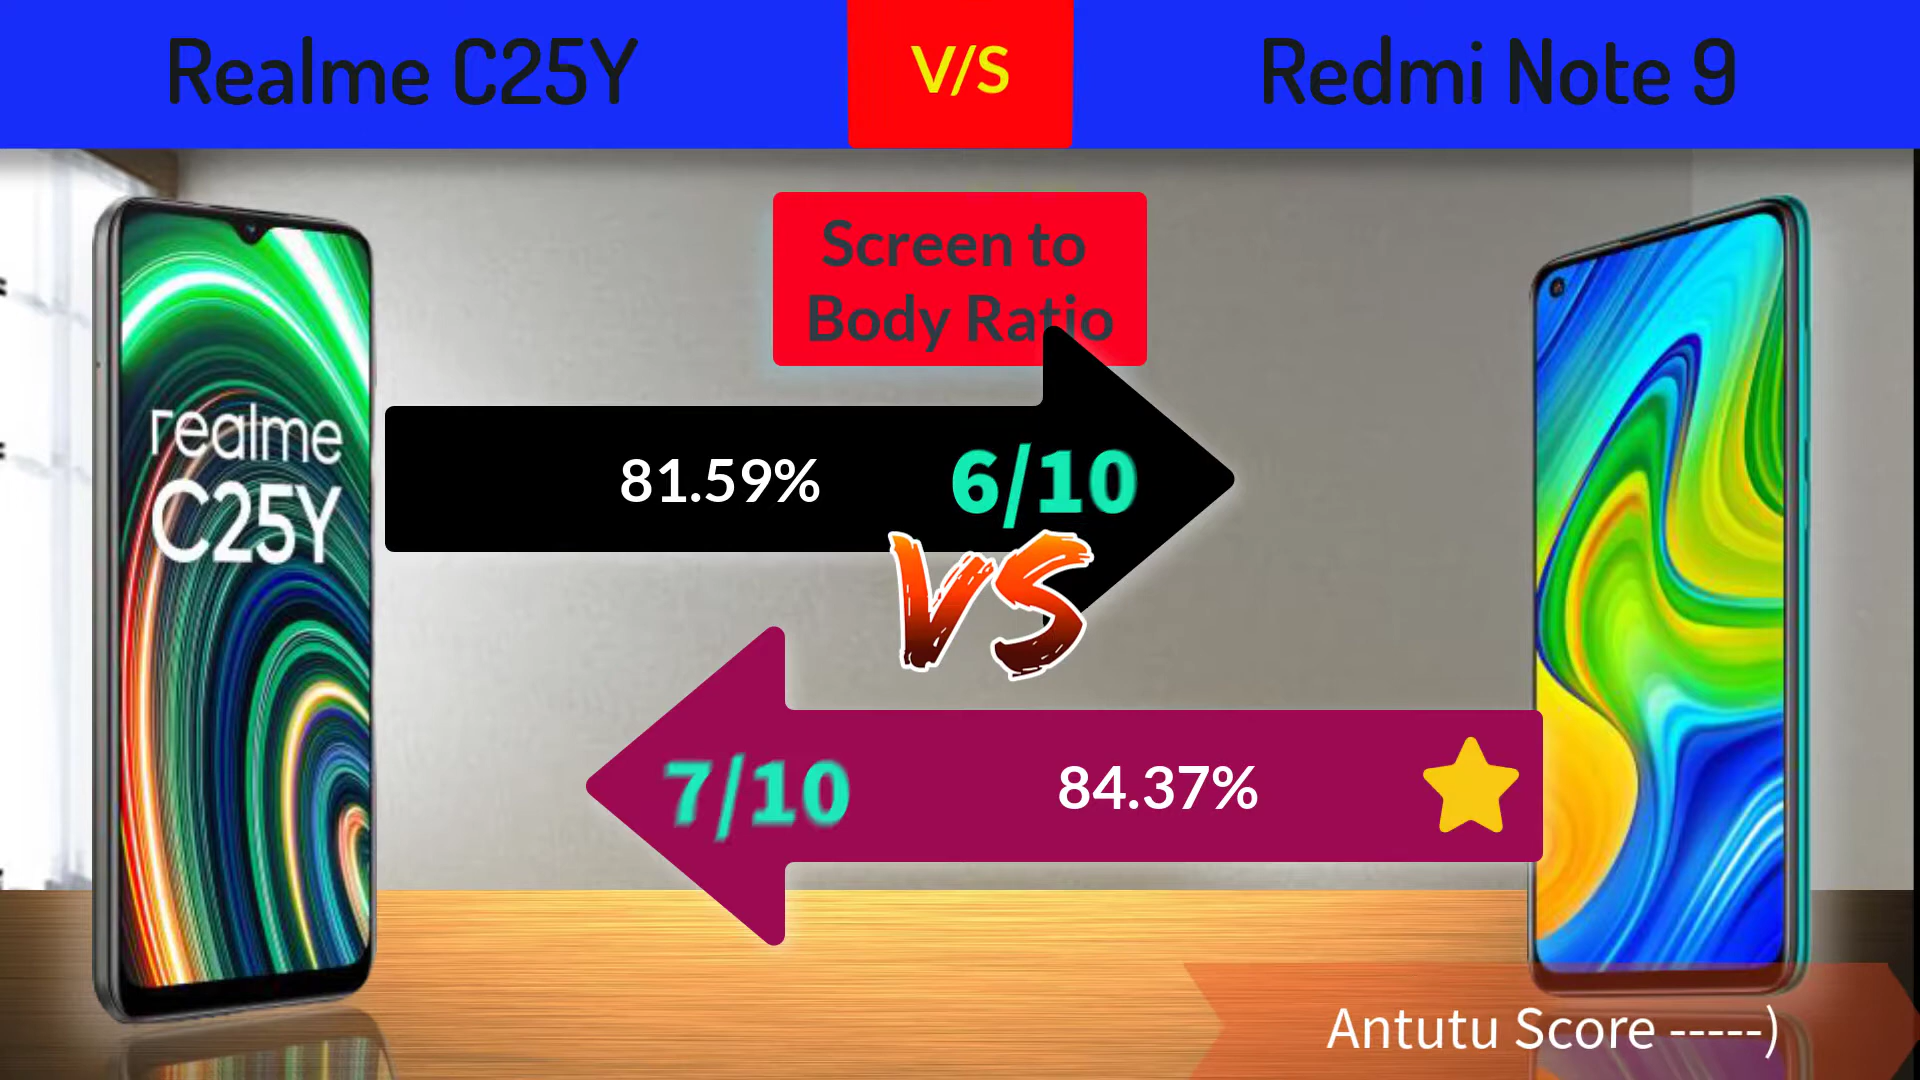 Realme C25Y
V/S
Redmi Note 9
Screen to
Body Ratio
realme
C25Y
81.59%
6/10
VS
7/10
84.37%
Antutu Score -----)